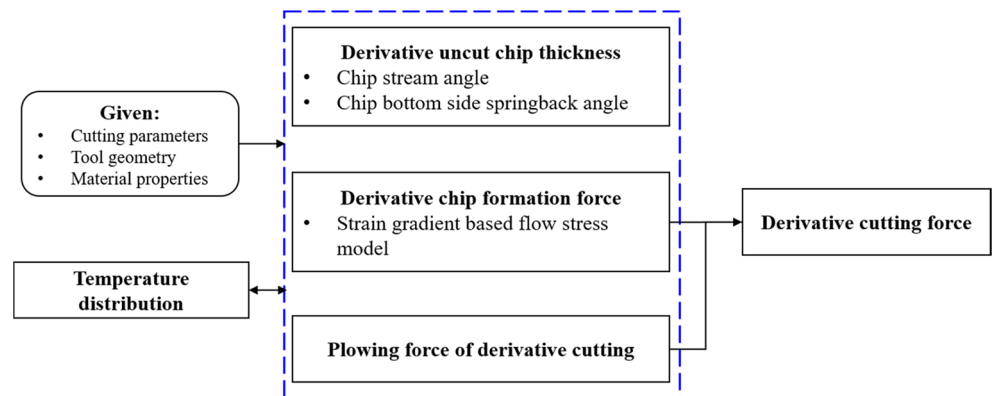 Given:
• Cutting parameters
• Tool geometry
• Material properties
Temperature
distribution
Derivative uncut chip thickness
• Chip stream angle
• Chip bottom side springback angle
Derivative chip formation force
• Strain gradient based flow stress
model
Plowing force of derivative cutting
Derivative cutting force